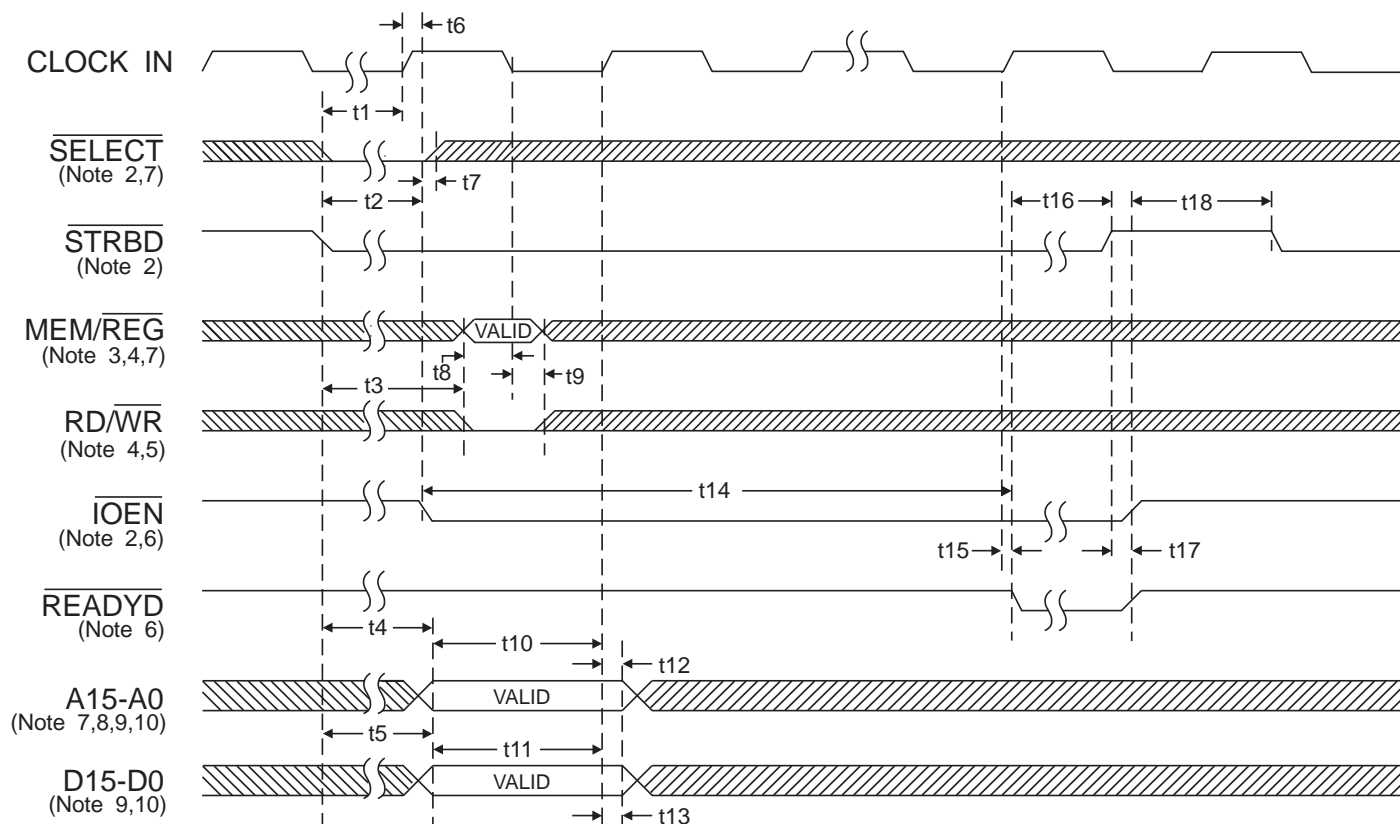 t6
CLOCK IN
t1
SELECT
(Note 2,7)
t7
t2
t16
t18
STRBD
(Note 2)
MEM/REG
VALID
(Note 3,4,7)
t8
t9
t3
RD/WR
(Note 4,5)
t14
IOEN
(Note 2,6)
t15
t17
READYD
(Note 6)
t4
t10
t12
A15-A0
VALID
(Note 7,8,9,10)
t5
t11
D15-D0
VALID
(Note 9,10)
t13